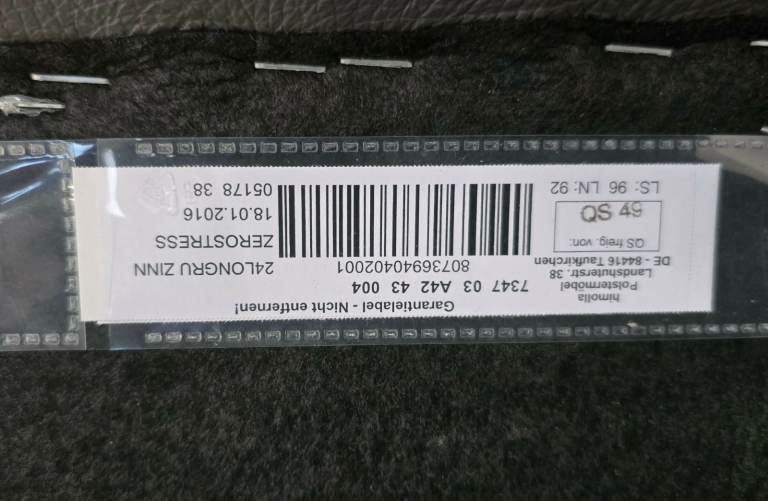 Garantielabel - Nicht entfernen!
himolla
Polstermöbel
Landshuterstr. 38
DE - 84416 Taufkirchen
7347 03 A42 43 004
80736940402001
24LONGRU ZINN
ZEROSTRESS
18.01.2016
05178 38
QS freig. von:
QS 49
LS: 96 LN: 92